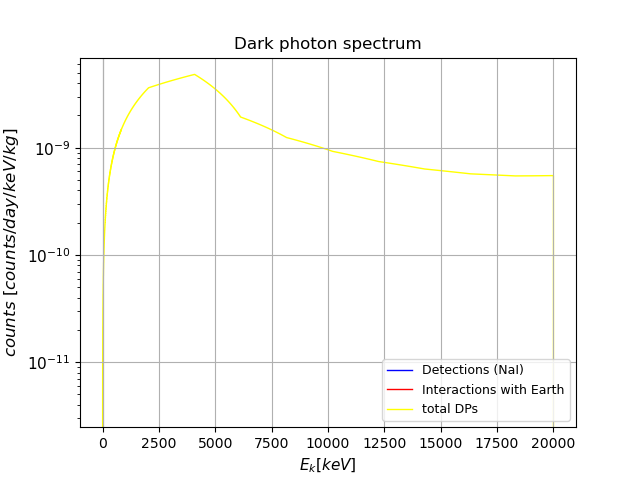 Dark photon spectrum
counts [counts/day/keV/kg]
10⁻⁹
10⁻¹⁰
10⁻¹¹
Detections (NaI)
Interactions with Earth
total DPs
0 2500 5000 7500 10000 12500 15000 17500 20000
Eₖ[keV]